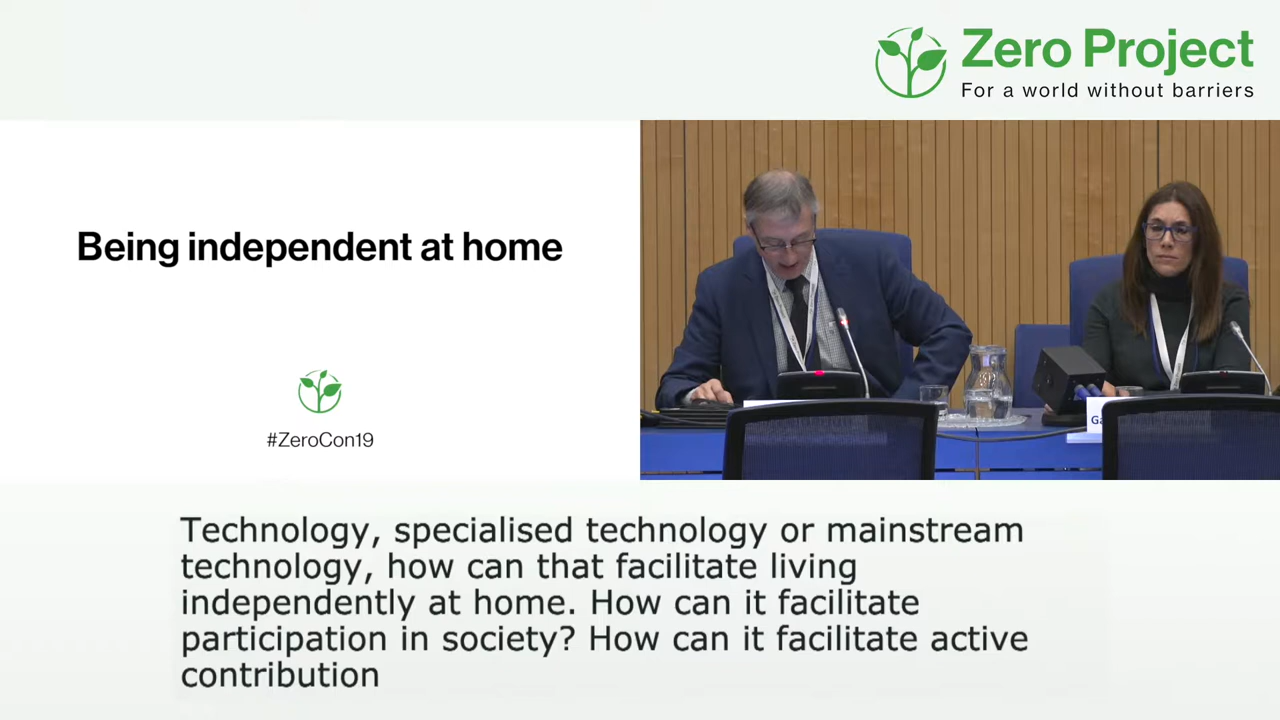 Zero Project
For a world without barriers
Being independent at home
#ZeroCon19
Technology, specialised technology or mainstream
technology, how can that facilitate living
independently at home. How can it facilitate
participation in society? How can it facilitate active
contribution